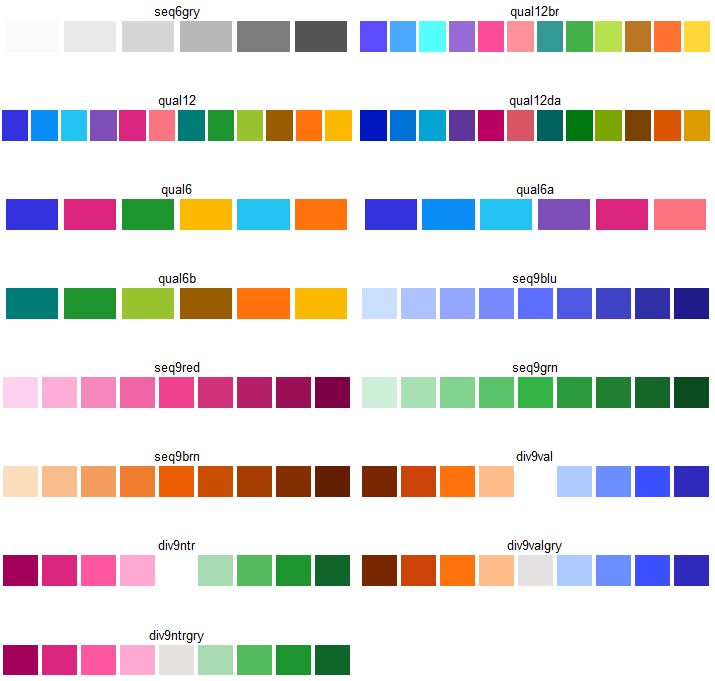 seq6gry
qual12br
qual12
qual12da
qual6
qual6a
qual6b
seq9blu
seq9red
seq9grn
seq9brn
div9val
div9ntr
div9valgry
div9ntrgry